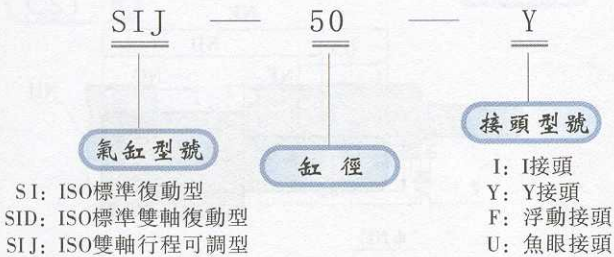 SIJ — 50 — Y
氣缸型號
缸徑
接頭型號
SI: ISO標準復動型
SID: ISO標準雙軸復動型
SIJ: ISO雙軸行程可調型
I: I接頭
Y: Y接頭
F: 浮動接頭
U: 魚眼接頭